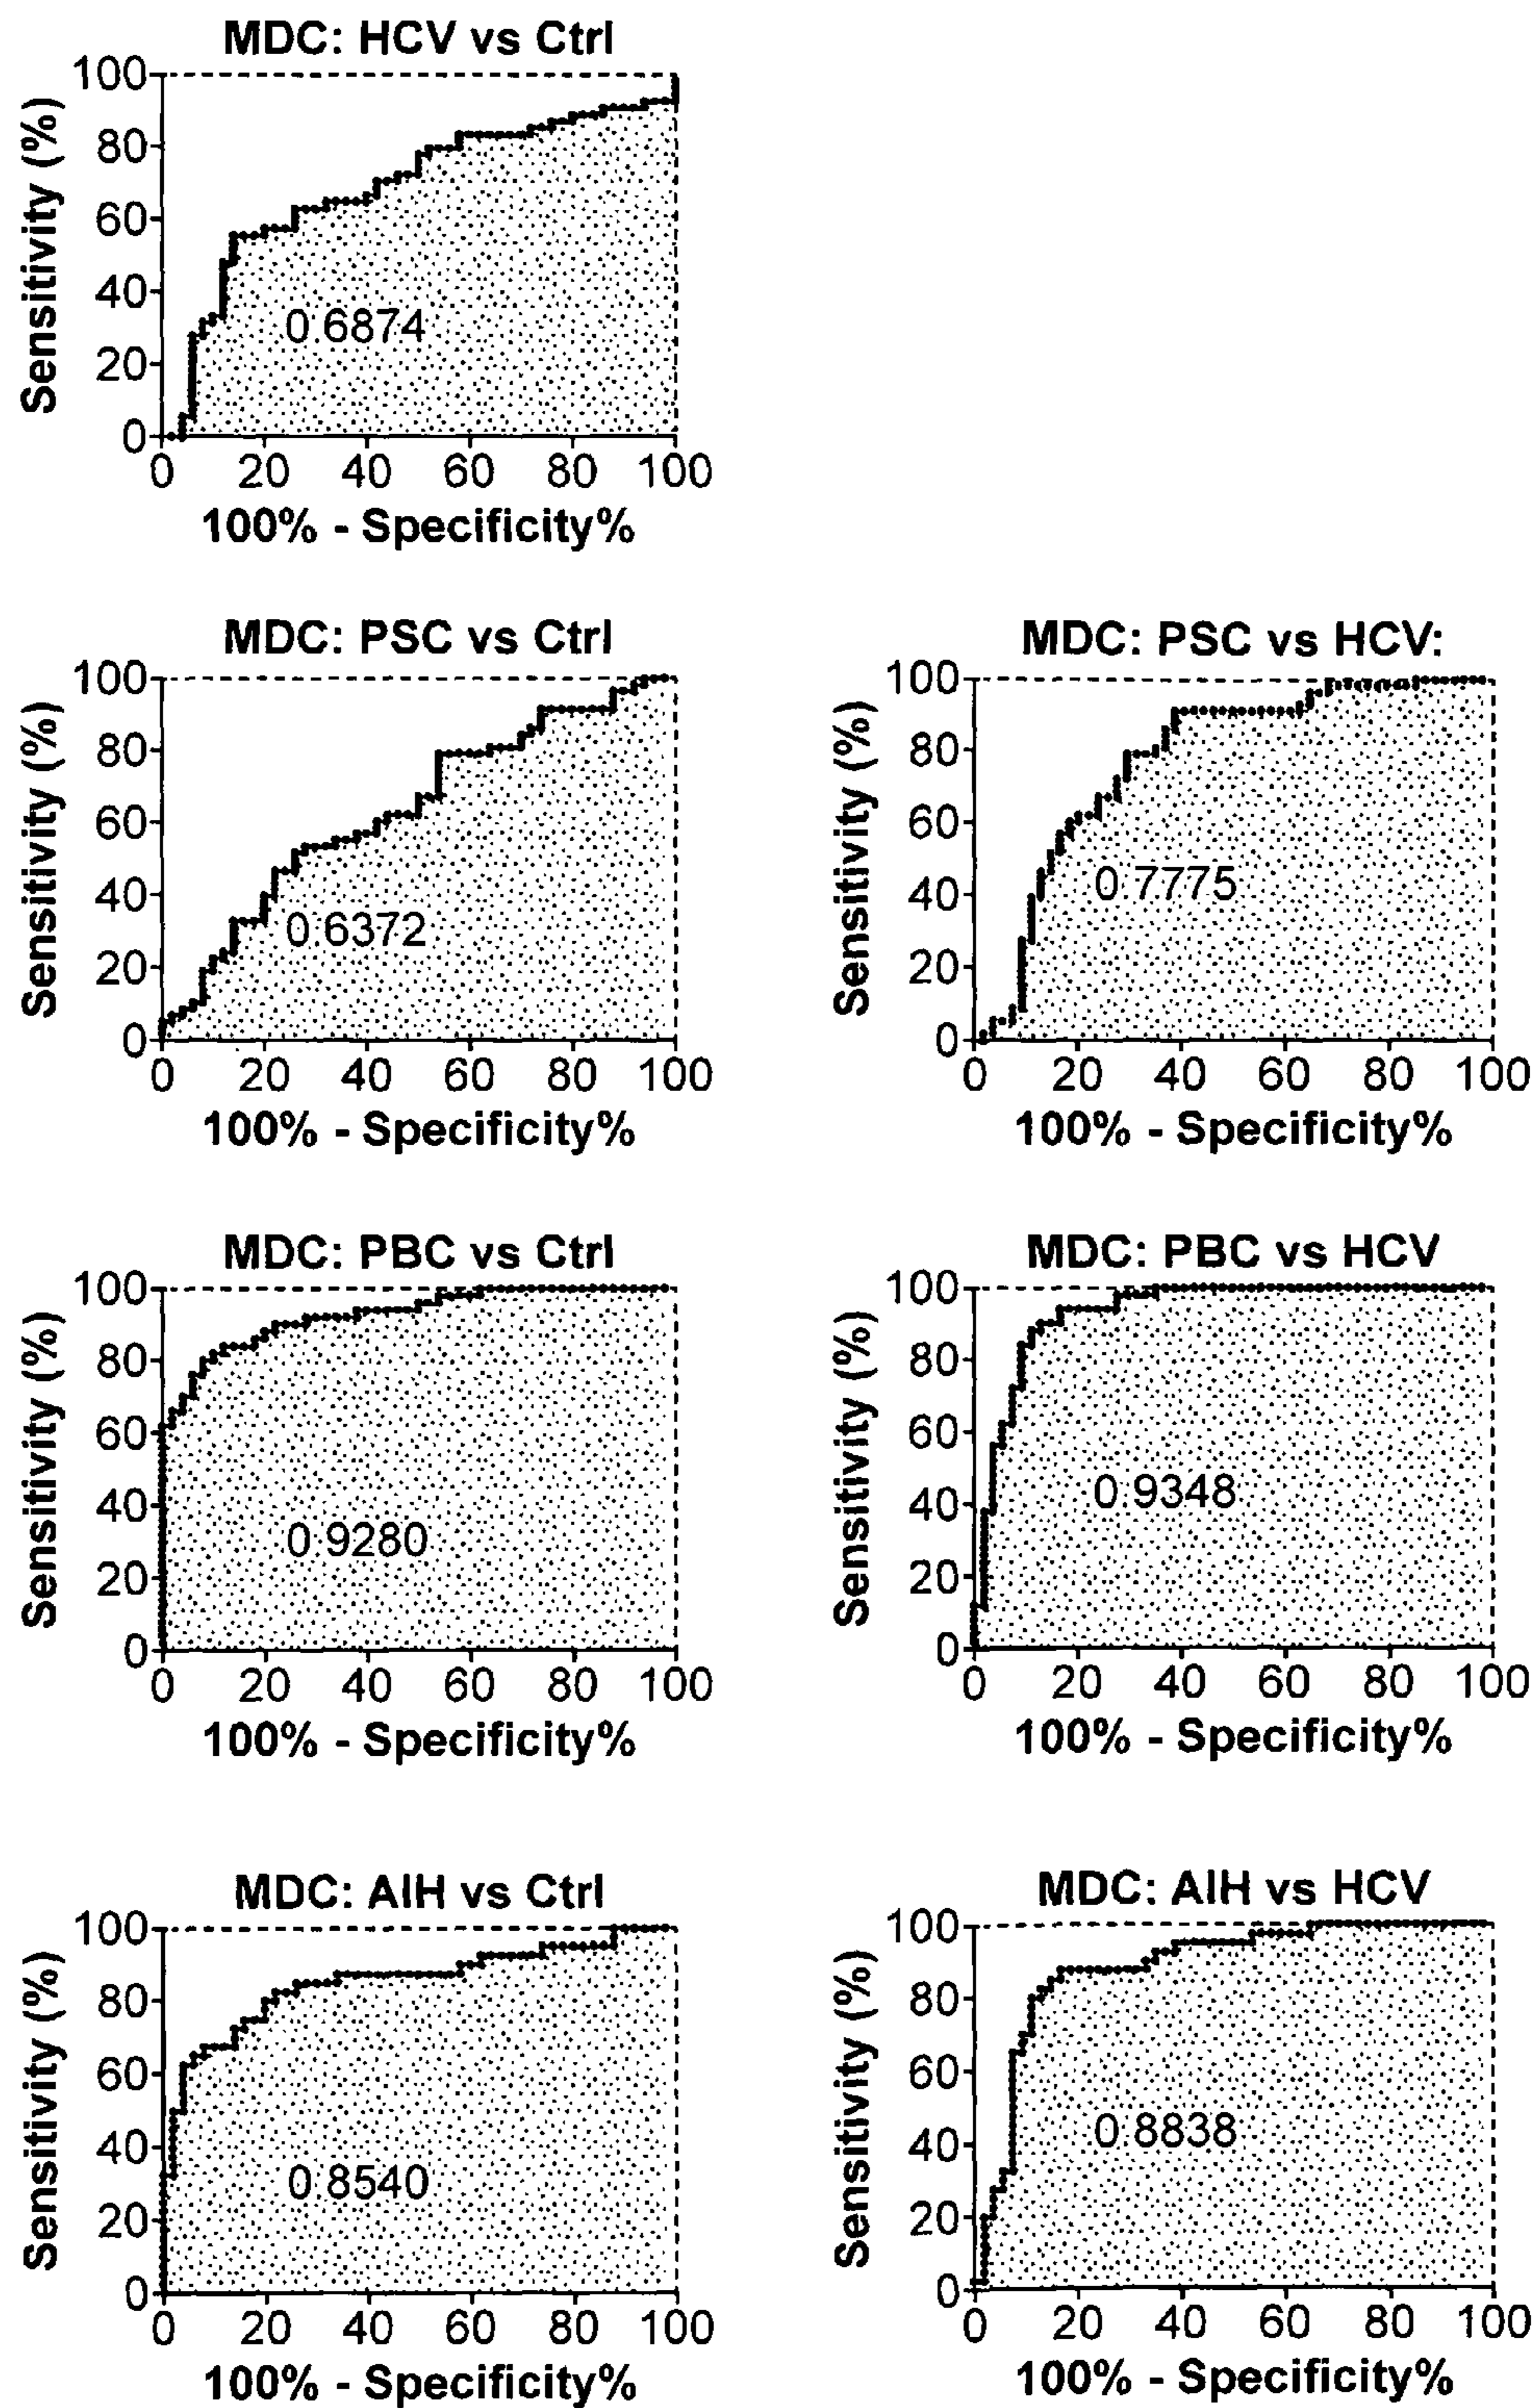 MDC: HCV vs Ctrl
100
80
60
40
20
0
Sensitivity (%)
0.6874
0 20 40 60 80 100
100% - Specificity%
MDC: PSC vs Ctrl
100
80
60
40
20
0
Sensitivity (%)
0.6372
0 20 40 60 80 100
100% - Specificity%
MDC: PSC vs HCV:
100
80
60
40
20
0
Sensitivity (%)
0.7775
0 20 40 60 80 100
100% - Specificity%
MDC: PBC vs Ctrl
100
80
60
40
20
0
Sensitivity (%)
0.9280
0 20 40 60 80 100
100% - Specificity%
MDC: PBC vs HCV
100
80
60
40
20
0
Sensitivity (%)
0.9348
0 20 40 60 80 100
100% - Specificity%
MDC: AIH vs Ctrl
100
80
60
40
20
0
Sensitivity (%)
0.8540
0 20 40 60 80 100
100% - Specificity%
MDC: AIH vs HCV
100
80
60
40
20
0
Sensitivity (%)
0.8838
0 20 40 60 80 100
100% - Specificity%